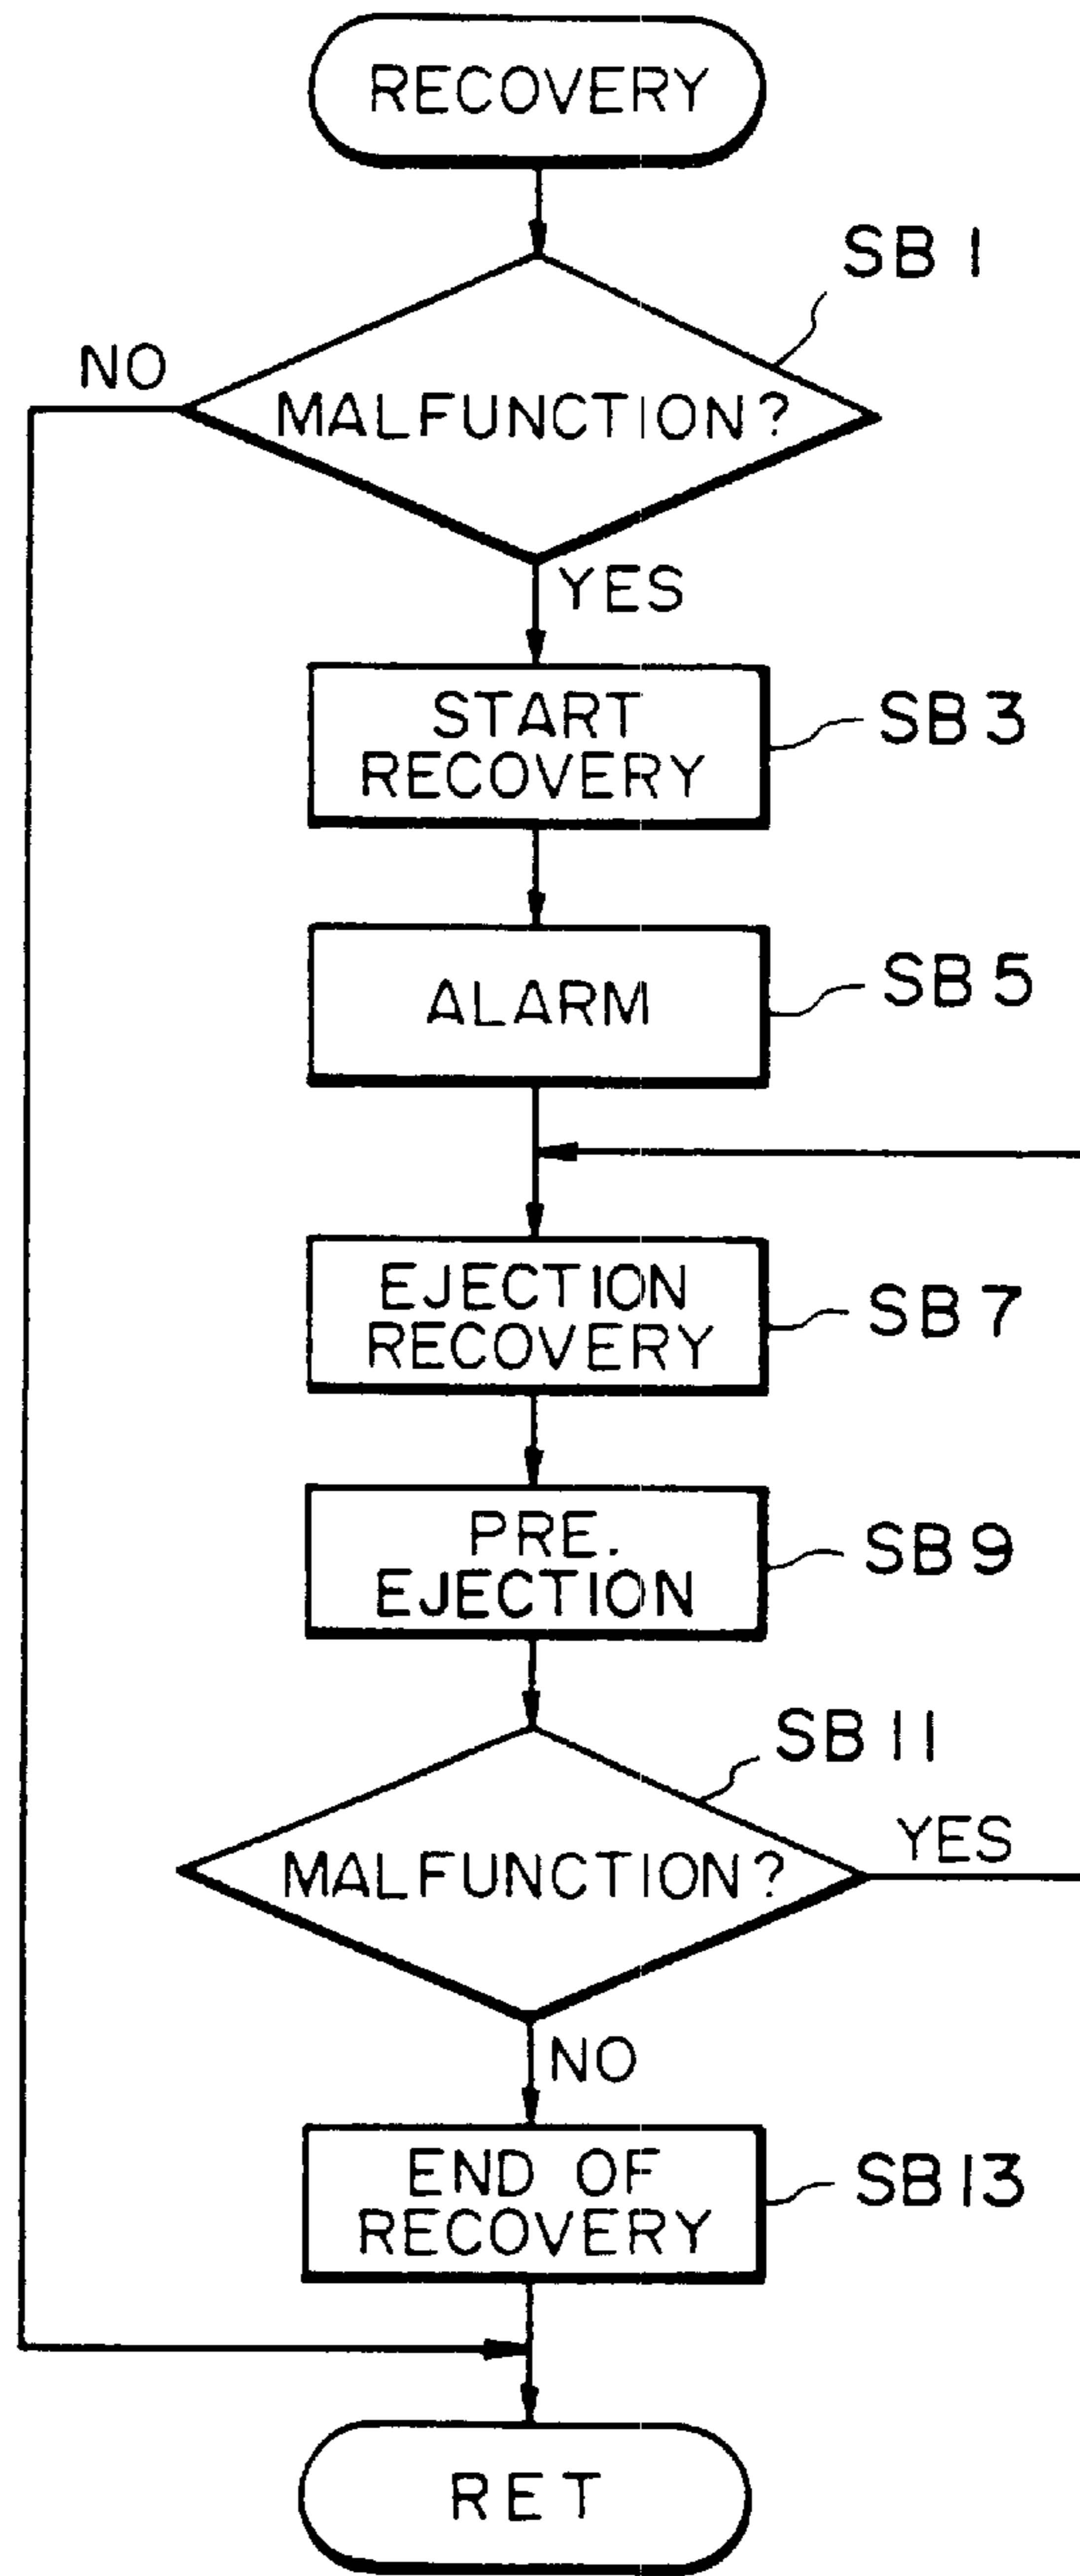 RECOVERY
SB 1
NO
MALFUNCTION?
YES
START
RECOVERY
SB 3
ALARM
SB 5
EJECTION
RECOVERY
SB 7
PRE.
EJECTION
SB 9
SB 11
MALFUNCTION?
YES
NO
END OF
RECOVERY
SB 13
RET